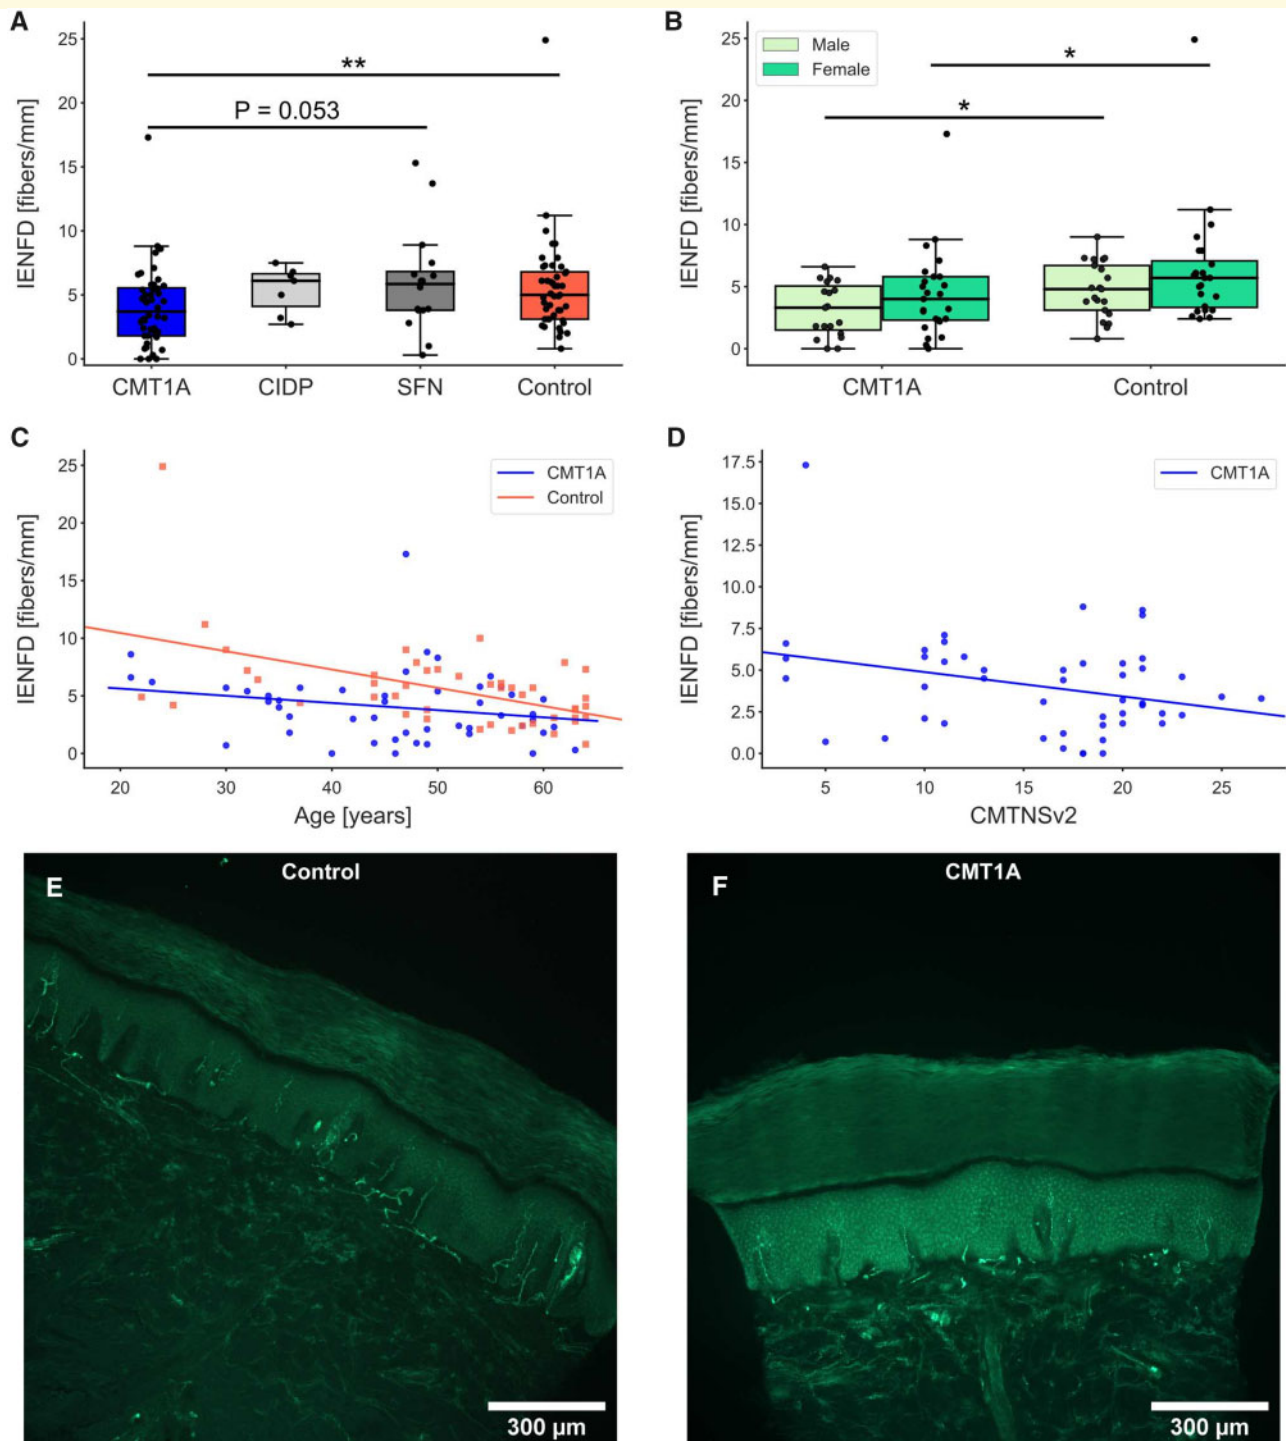 A
IENFD [fibers/mm]
25
20
15
10
5
0
**
P = 0.053
CMT1A CIDP SFN Control
B
IENFD [fibers/mm]
25
20
15
10
5
0
Male
Female
*
*
CMT1A Control
C
IENFD [fibers/mm]
25
20
15
10
5
0
CMT1A
Control
20 30 40 50 60
Age [years]
D
IENFD [fibers/mm]
17.5
15.0
12.5
10.0
7.5
5.0
2.5
0.0
CMT1A
5 10 15 20 25
CMTNSv2
E
Control
300 µm
F
CMT1A
300 µm